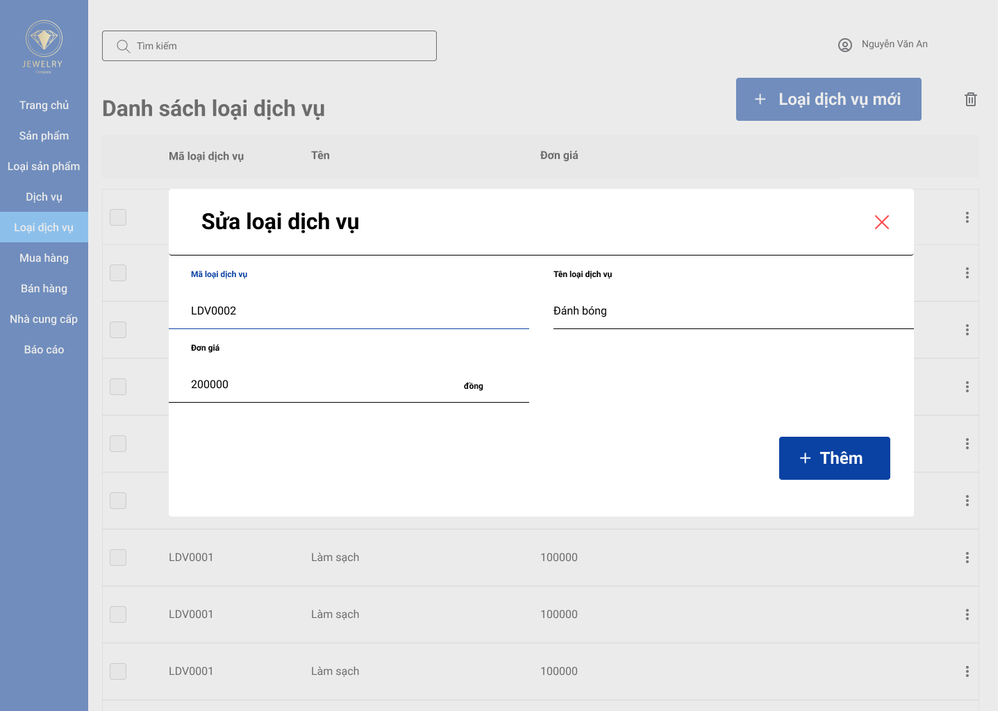 JEWELRY
Company
Trang chủ
Sản phẩm
Loại sản phẩm
Dịch vụ
Loại dịch vụ
Mua hàng
Bán hàng
Nhà cung cấp
Báo cáo
Tìm kiếm
Nguyễn Văn An
Danh sách loại dịch vụ
Loại dịch vụ mới
Mã loại dịch vụ Tên Đơn giá
Sửa loại dịch vụ
Mã loại dịch vụ Tên loại dịch vụ
LDV0002 Đánh bóng
Đơn giá
200000 đồng
Thêm
LDV0001 Làm sạch 100000
LDV0001 Làm sạch 100000
LDV0001 Làm sạch 100000